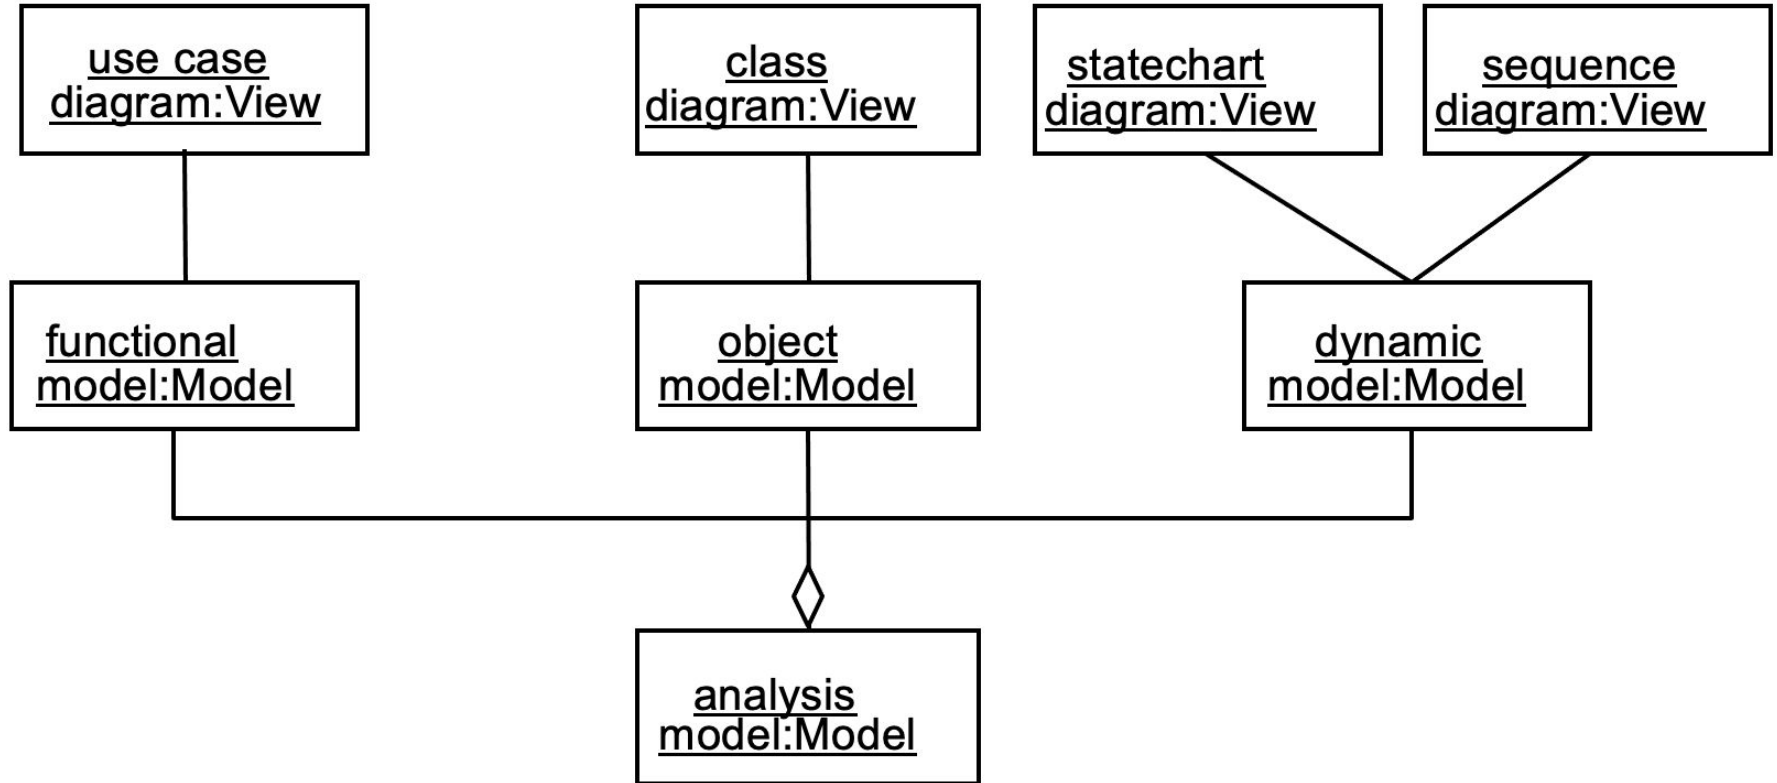 use case
diagram:View
class
diagram:View
statechart
diagram:View
sequence
diagram:View
functional
model:Model
object
model:Model
dynamic
model:Model
analysis
model:Model